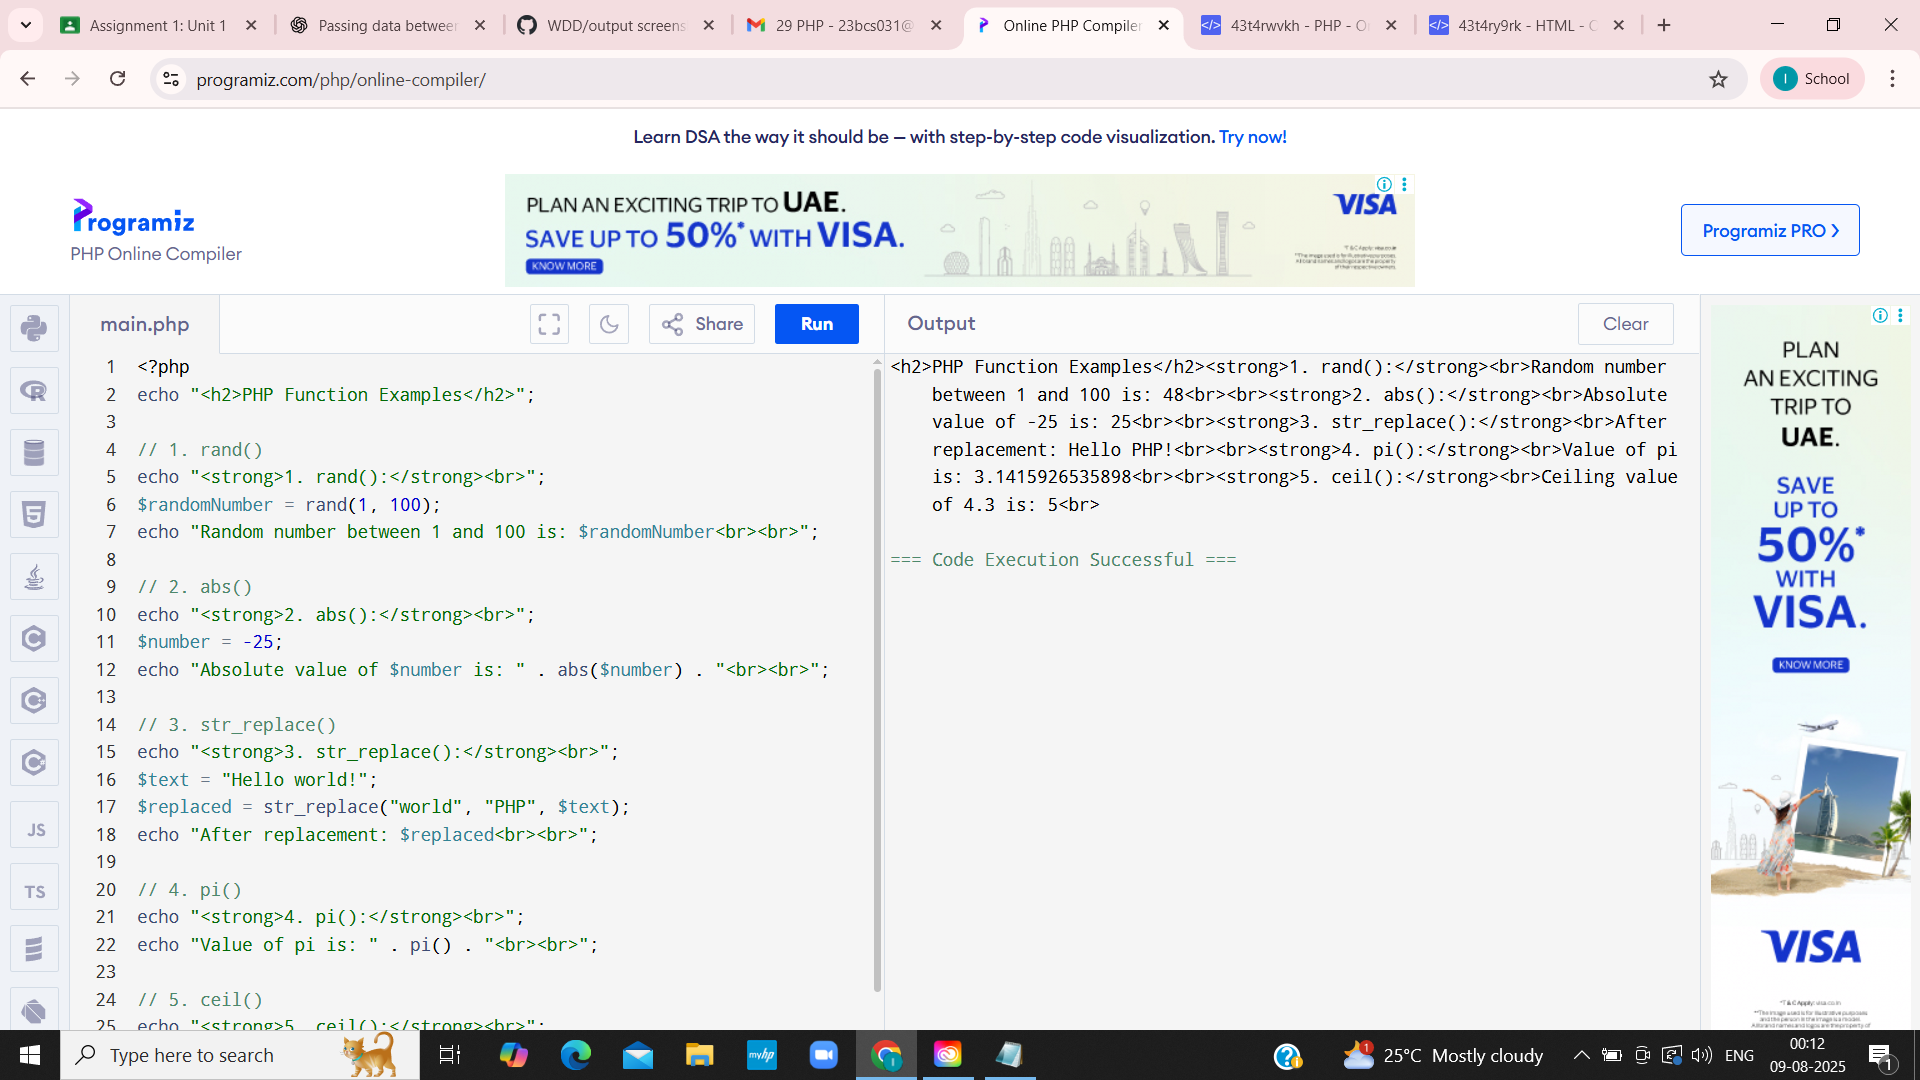 Assignment 1: Unit 1
Passing data between
WDD/output screens
29 PHP - 23bcs031@
Online PHP Compiler
43t4rwvkh - PHP - On
43t4ry9rk - HTML - O
programiz.com/php/online-compiler/
School
Learn DSA the way it should be — with step-by-step code visualization. Try now!
PLAN AN EXCITING TRIP TO UAE.
SAVE UP TO 50%* WITH VISA.
KNOW MORE
VISA
Programiz
PHP Online Compiler
Programiz PRO
main.php
Share
Run
Output
Clear
1 <?php
2 echo "<h2>PHP Function Examples</h2>";
3
4 // 1. rand()
5 echo "<strong>1. rand():</strong><br>";
6 $randomNumber = rand(1, 100);
7 echo "Random number between 1 and 100 is: $randomNumber<br><br>";
8
9 // 2. abs()
10 echo "<strong>2. abs():</strong><br>";
11 $number = -25;
12 echo "Absolute value of $number is: " . abs($number) . "<br><br>";
13
14 // 3. str_replace()
15 echo "<strong>3. str_replace():</strong><br>";
16 $text = "Hello world!";
17 $replaced = str_replace("world", "PHP", $text);
18 echo "After replacement: $replaced<br><br>";
19
20 // 4. pi()
21 echo "<strong>4. pi():</strong><br>";
22 echo "Value of pi is: " . pi() . "<br><br>";
23
24 // 5. ceil()
25 echo "<strong>5. ceil():</strong><br>";
<h2>PHP Function Examples</h2><strong>1. rand():</strong><br>Random number
between 1 and 100 is: 48<br><br><strong>2. abs():</strong><br>Absolute
value of -25 is: 25<br><br><strong>3. str_replace():</strong><br>After
replacement: Hello PHP!<br><br><strong>4. pi():</strong><br>Value of pi
is: 3.1415926535898<br><br><strong>5. ceil():</strong><br>Ceiling value
of 4.3 is: 5<br>
=== Code Execution Successful ===
PLAN
AN EXCITING
TRIP TO
UAE.
SAVE
UP TO
50%*
WITH
VISA.
KNOW MORE
VISA
JS
TS
Type here to search
myhp
1
25°C Mostly cloudy
ENG
00:12
09-08-2025
1